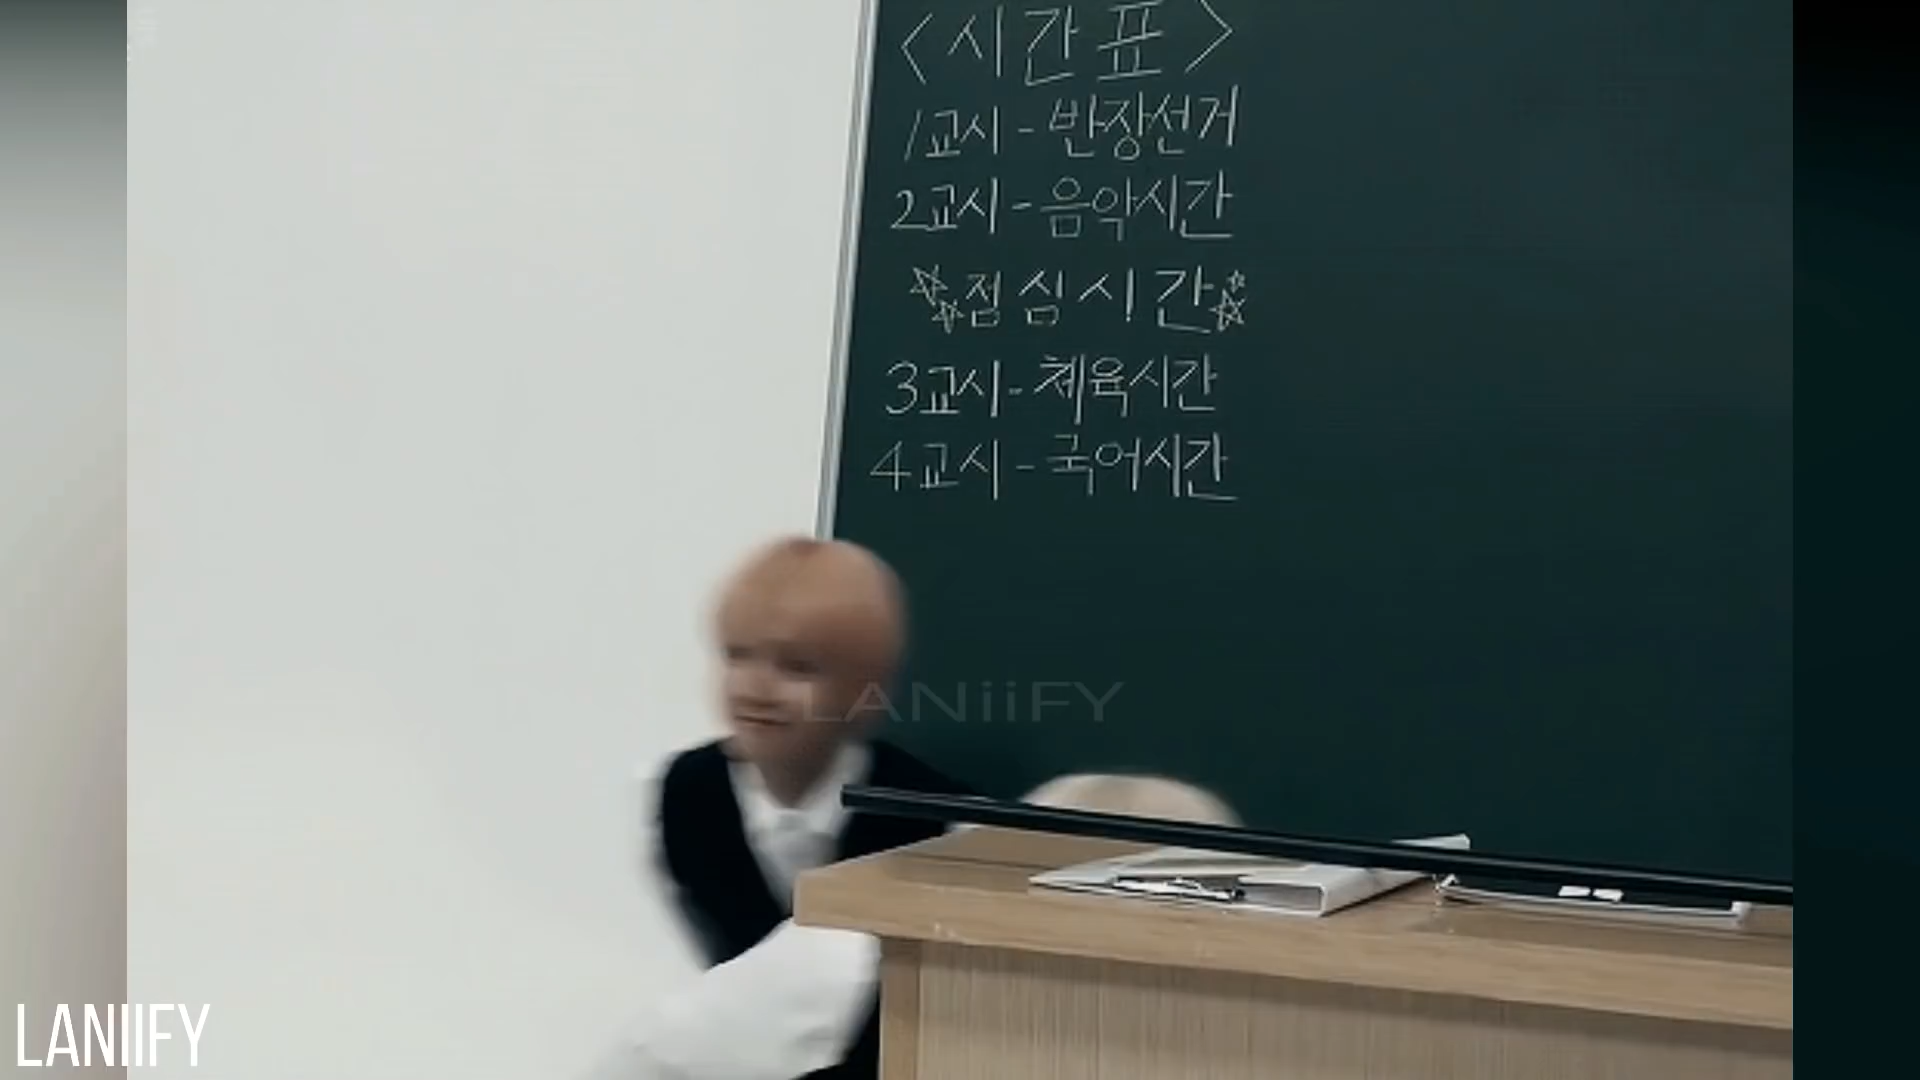 <시간표>
1교시 - 반장선거
2교시 - 음악시간
☆☆점심시간☆☆
3교시 - 체육시간
4교시 - 국어시간
LANiiFY
LANIIFY